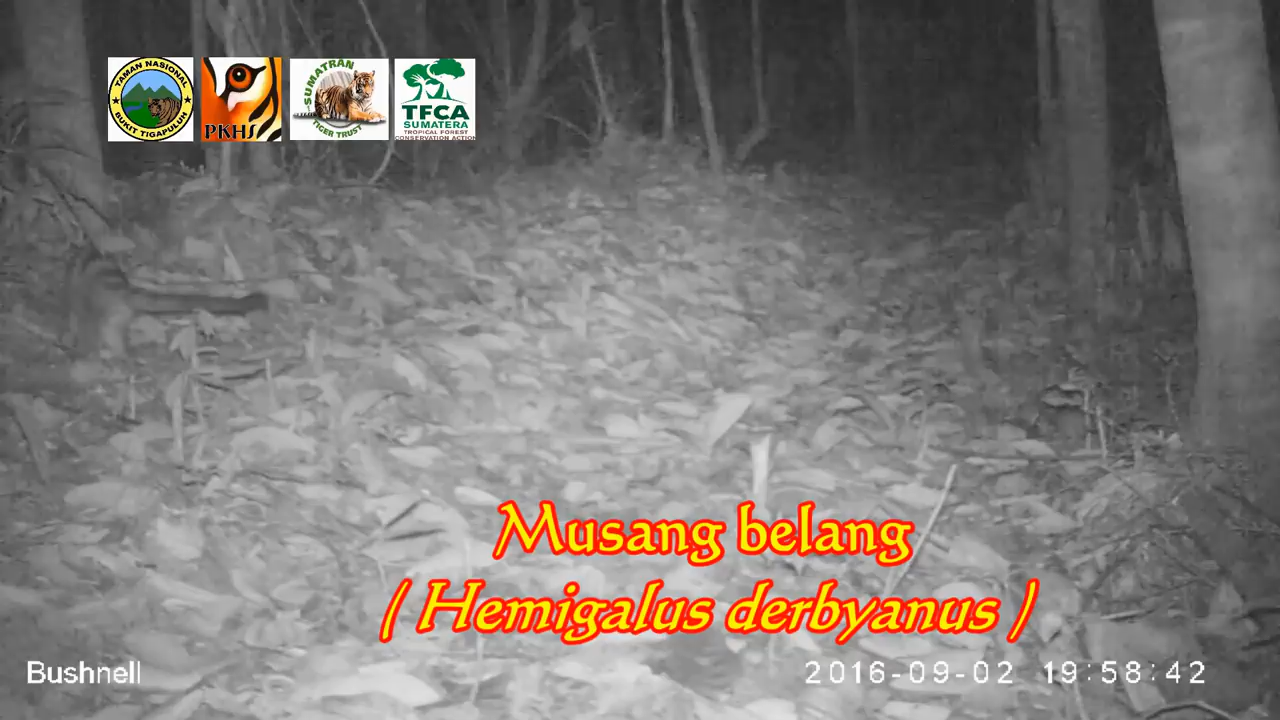 TAMAN NASIONAL
BUKIT TIGAPULUH
PKHS
SUMATRAN
TIGER TRUST
TFCA
SUMATERA
TROPICAL FOREST
CONSERVATION ACTION
Musang belang
( Hemigalus derbyanus )
Bushnell
2016-09-02 19:58:42